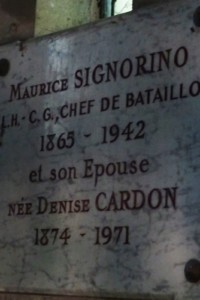 MAURICE SIGNORINO
L.H. - C.G., CHEF DE BATAILLO
1865 - 1942
et son Epouse
NÉE DENISE CARDON
1874 - 1971